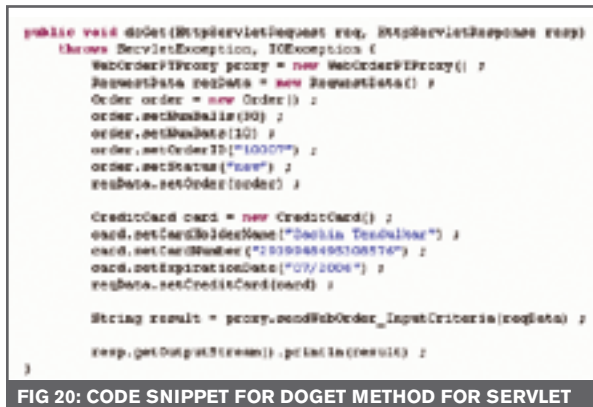 public void doGet(HttpServletRequest req, HttpServletResponse resp)
throws ServletException, IOException {
WebOrderPTProxy proxy = new WebOrderPTProxy() ;
RequestData reqData = new RequestData() ;
Order order = new Order() ;
order.setNumBalls(30) ;
order.setNumBats(10) ;
order.setOrderID("10007") ;
order.setStatus("new") ;
reqData.setOrder(order) ;
CreditCard card = new CreditCard() ;
card.setCardHolderName("Sachin Tendulkar") ;
card.setCardNumber( ) ;
card.setExpirationDate("07/2006") ;
reqData.setCreditCard(card) ;
String result = proxy.sendWebOrder_InputCriteria(reqData) ;
resp.getOutputStream().println(result) ;
}
FIG 20: CODE SNIPPET FOR DOGET METHOD FOR SERVLET